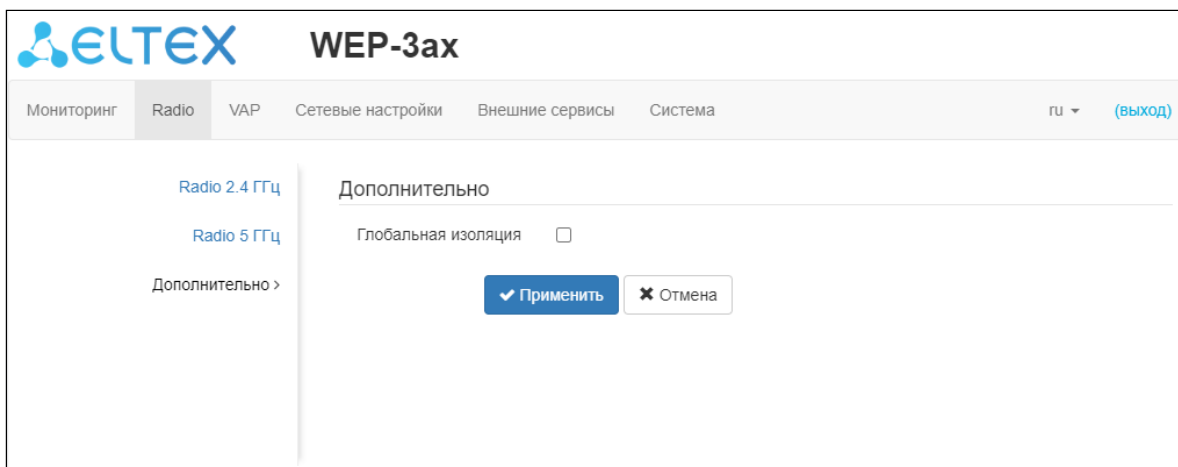 ELTEX WEP-3ax
Мониторинг Radio VAP Сетевые настройки Внешние сервисы Система ru (выход)
Radio 2.4 ГГц
Дополнительно
Radio 5 ГГц
Глобальная изоляция
Дополнительно >
Применить Отмена